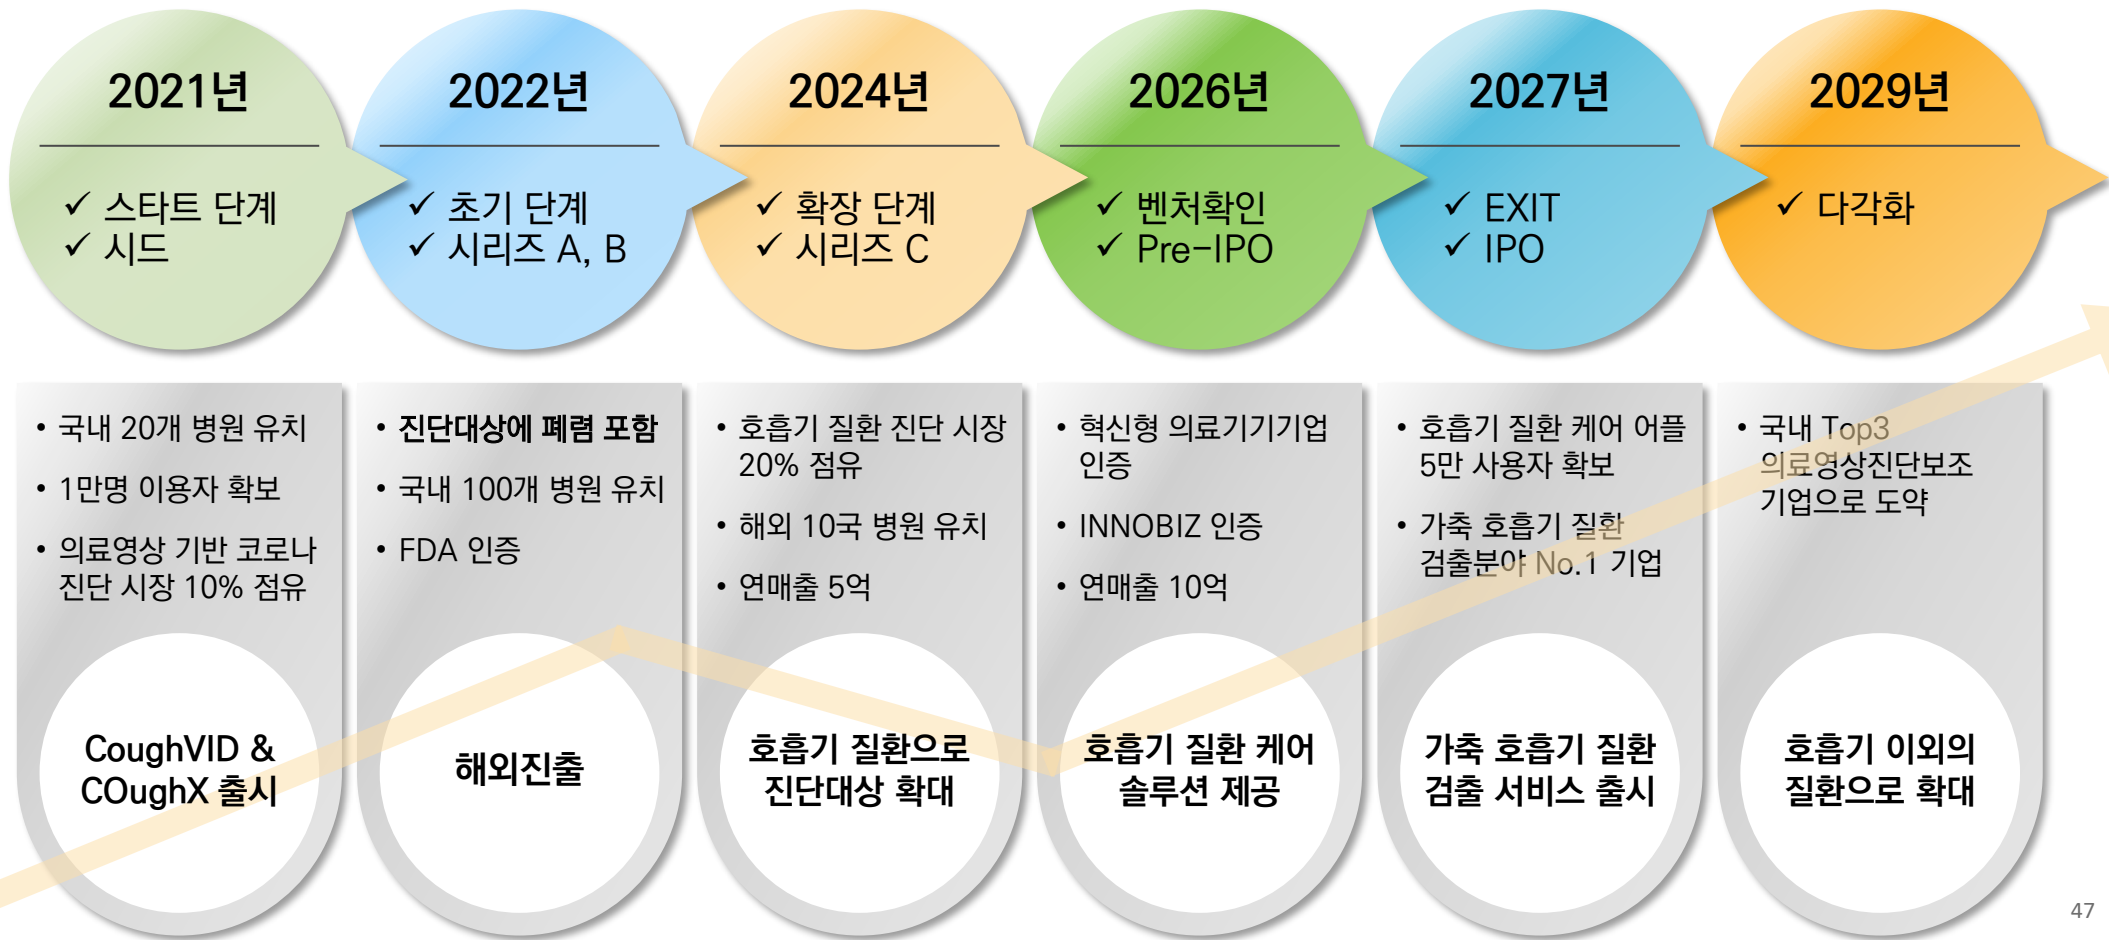 2021년
✓ 스타트 단계
✓ 시드
2022년
✓ 초기 단계
✓ 시리즈 A, B
2024년
✓ 확장 단계
✓ 시리즈 C
2026년
✓ 벤처확인
✓ Pre-IPO
2027년
✓ EXIT
✓ IPO
2029년
✓ 다각화
• 국내 20개 병원 유치
• 1만명 이용자 확보
• 의료영상 기반 코로나
진단 시장 10% 점유
CoughVID &
COughX 출시
• 진단대상에 폐렴 포함
• 국내 100개 병원 유치
• FDA 인증
해외진출
• 호흡기 질환 진단 시장
20% 점유
• 해외 10국 병원 유치
• 연매출 5억
호흡기 질환으로
진단대상 확대
• 혁신형 의료기기기업
인증
• INNOBIZ 인증
• 연매출 10억
호흡기 질환 케어
솔루션 제공
• 호흡기 질환 케어 어플
5만 사용자 확보
• 가축 호흡기 질환
검출분야 No.1 기업
가축 호흡기 질환
검출 서비스 출시
• 국내 Top3
의료영상진단보조
기업으로 도약
호흡기 이외의
질환으로 확대
47